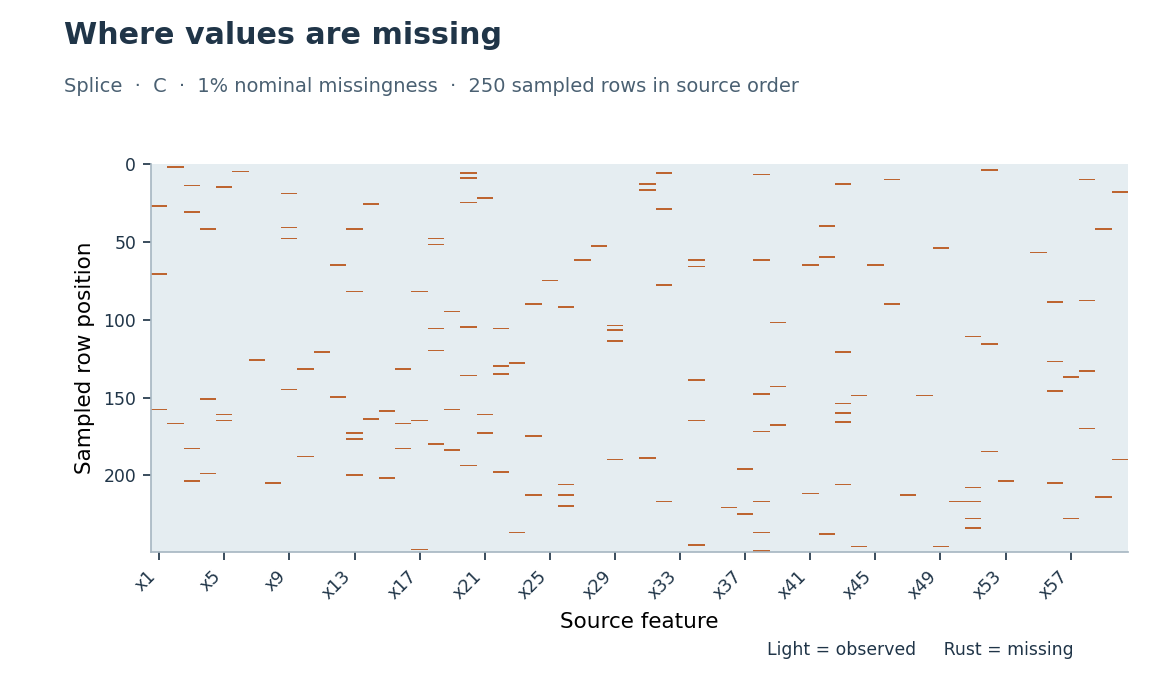 Where values are missing
Splice · C · 1% nominal missingness · 250 sampled rows in source order
0
50
100
150
200
Sampled row position
x1
x5
x9
x13
x17
x21
x25
x29
x33
x37
x41
x45
x49
x53
x57
Source feature
Light = observed Rust = missing